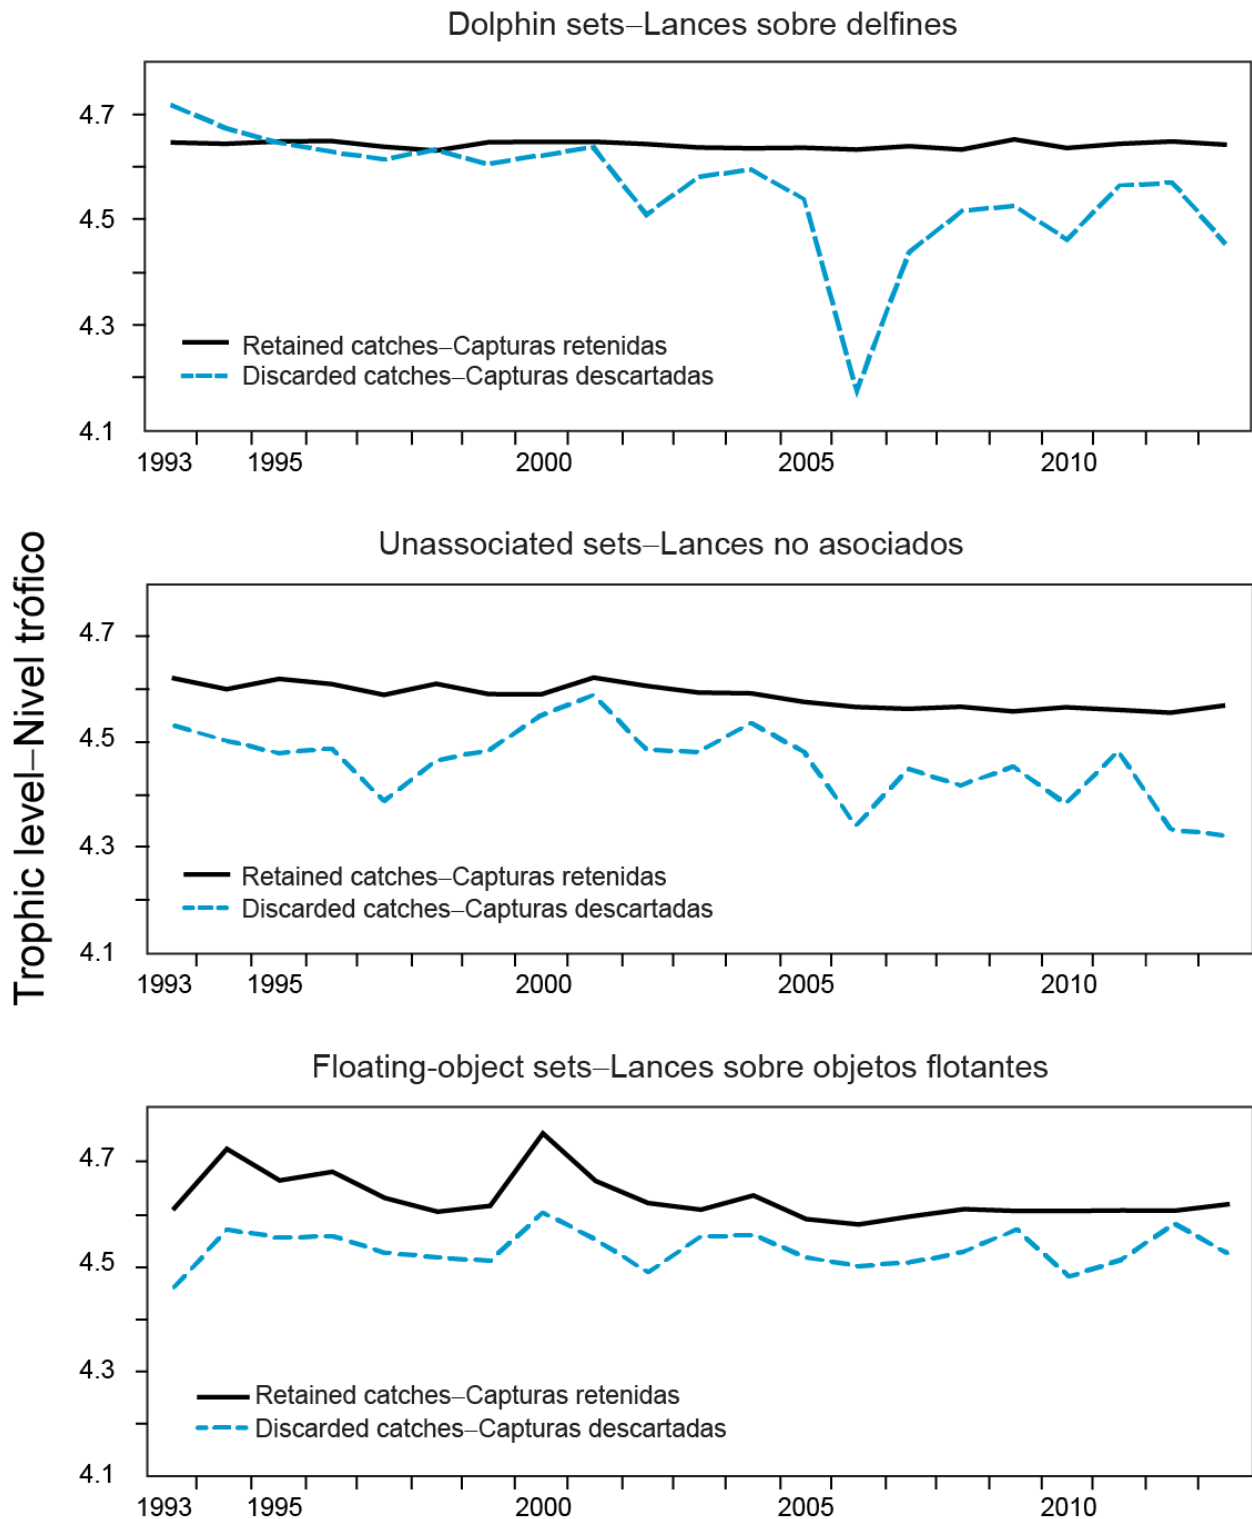 Trophic level–Nivel trófico
Dolphin sets–Lances sobre delfines
4.7
4.5
4.3
4.1
Retained catches–Capturas retenidas
Discarded catches–Capturas descartadas
1993 1995 2000 2005 2010
Unassociated sets–Lances no asociados
4.7
4.5
4.3
4.1
Retained catches–Capturas retenidas
Discarded catches–Capturas descartadas
1993 1995 2000 2005 2010
Floating-object sets–Lances sobre objetos flotantes
4.7
4.5
4.3
4.1
Retained catches–Capturas retenidas
Discarded catches–Capturas descartadas
1993 1995 2000 2005 2010